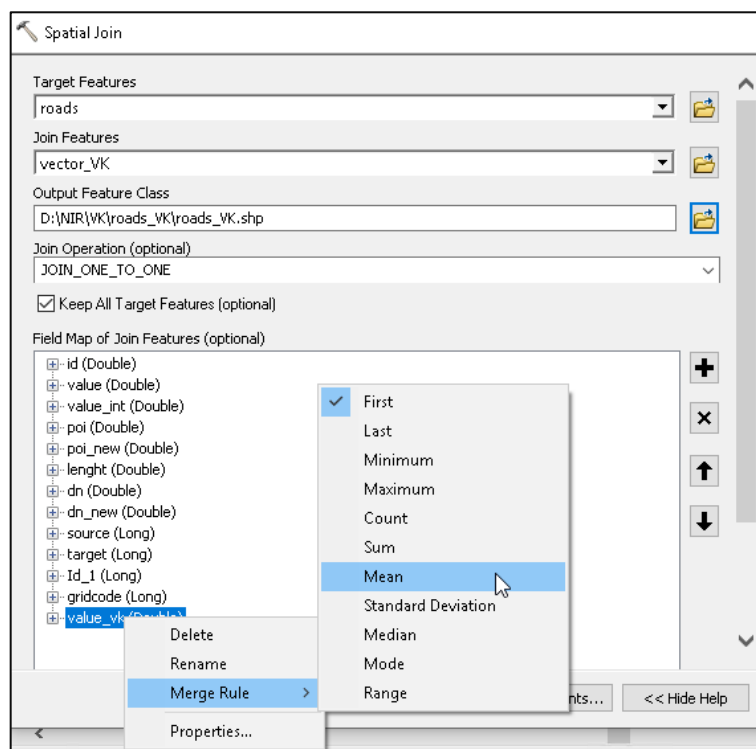 Spatial Join
Target Features
roads
Join Features
vector_VK
Output Feature Class
D:\NIR\VK\roads_VK\roads_VK.shp
Join Operation (optional)
JOIN_ONE_TO_ONE
Keep All Target Features (optional)
Field Map of Join Features (optional)
id (Double)
value (Double)
value_int (Double)
poi (Double)
poi_new (Double)
lenght (Double)
dn (Double)
dn_new (Double)
source (Long)
target (Long)
Id_1 (Long)
gridcode (Long)
value_vk (Double)
Delete
Rename
Merge Rule
Properties...
First
Last
Minimum
Maximum
Count
Sum
Mean
Standard Deviation
Median
Mode
Range
nts...
<< Hide Help